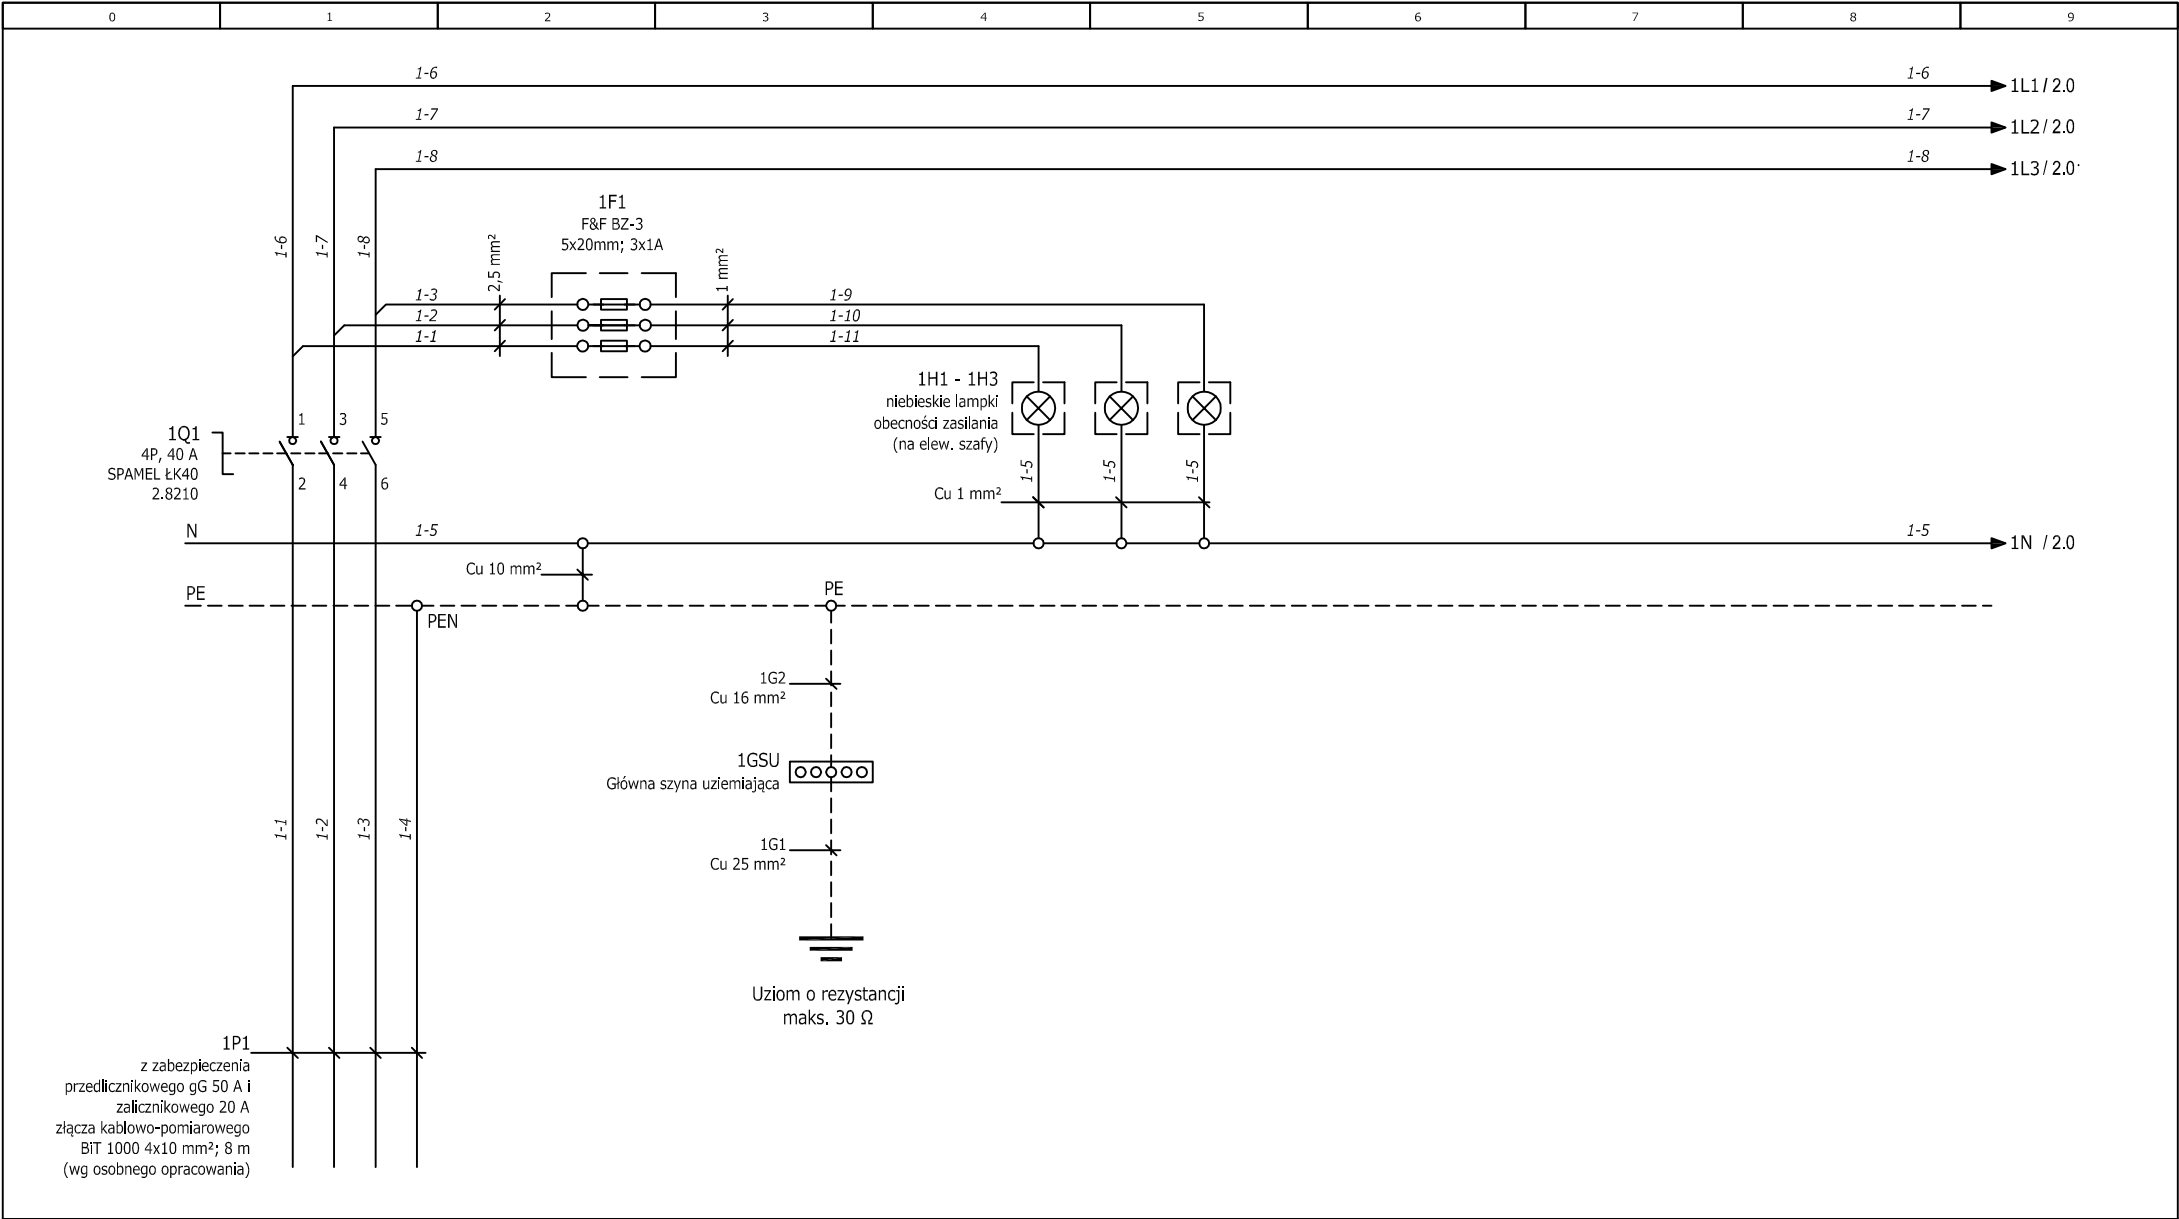 0 1 2 3 4 5 6 7 8 9
1-6 1-6 1L1 / 2.0
1-7 1-7 1L2 / 2.0
1-8 1-8 1L3 / 2.0
1F1
F&F BZ-3
5x20mm; 3x1A
1-6 1-7 1-8
2,5 mm²
1 mm²
1-3 1-9
1-2 1-10
1-1 1-11
1H1 - 1H3
niebieskie lampki
obecności zasilania
(na elew. szafy)
1 3 5
1Q1
4P, 40 A
SPAMEL ŁK40
2.8210
2 4 6
1-5 1-5 1-5
Cu 1 mm²
N 1-5 1-5 1N / 2.0
Cu 10 mm²
PE PE
PEN
1G2
Cu 16 mm²
1GSU
Główna szyna uziemiająca
1-1 1-2 1-3 1-4
1G1
Cu 25 mm²
Uziom o rezystancji
maks. 30 Ω
1P1
z zabezpieczenia
przedlicznikowego gG 50 A i
zalicznikowego 20 A
złącza kablowo-pomiarowego
BiT 1000 4x10 mm²; 8 m
(wg osobnego opracowania)